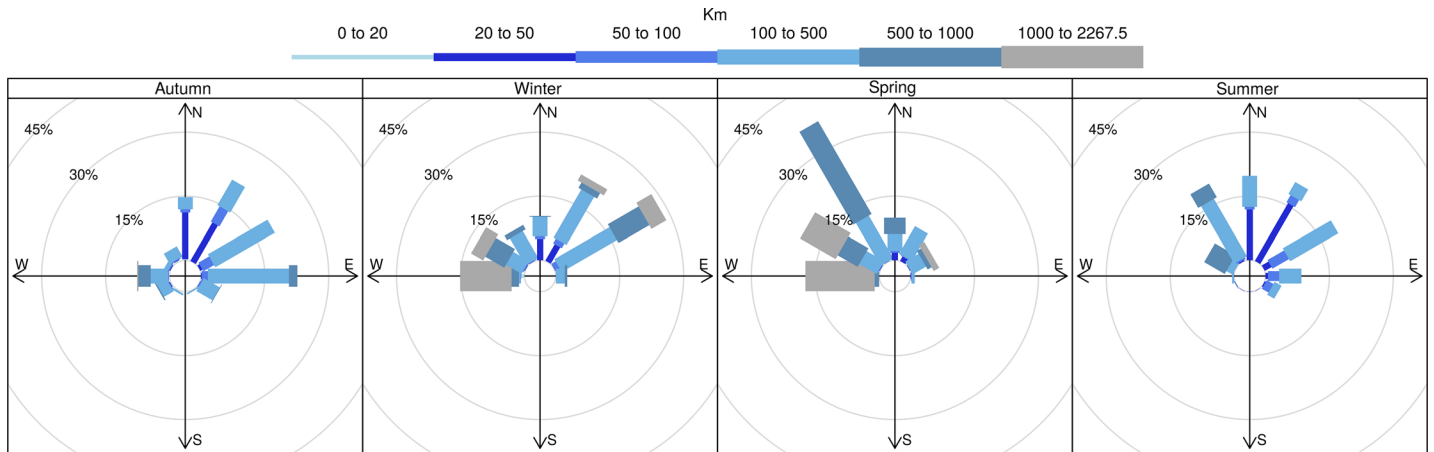 Km
0 to 20 20 to 50 50 to 100 100 to 500 500 to 1000 1000 to 2267.5
Autumn Winter Spring Summer
N N N N
45% 45% 45% 45%
30% 30% 30% 30%
15% 15% 15% 15%
W E W E W E W E
S S S S